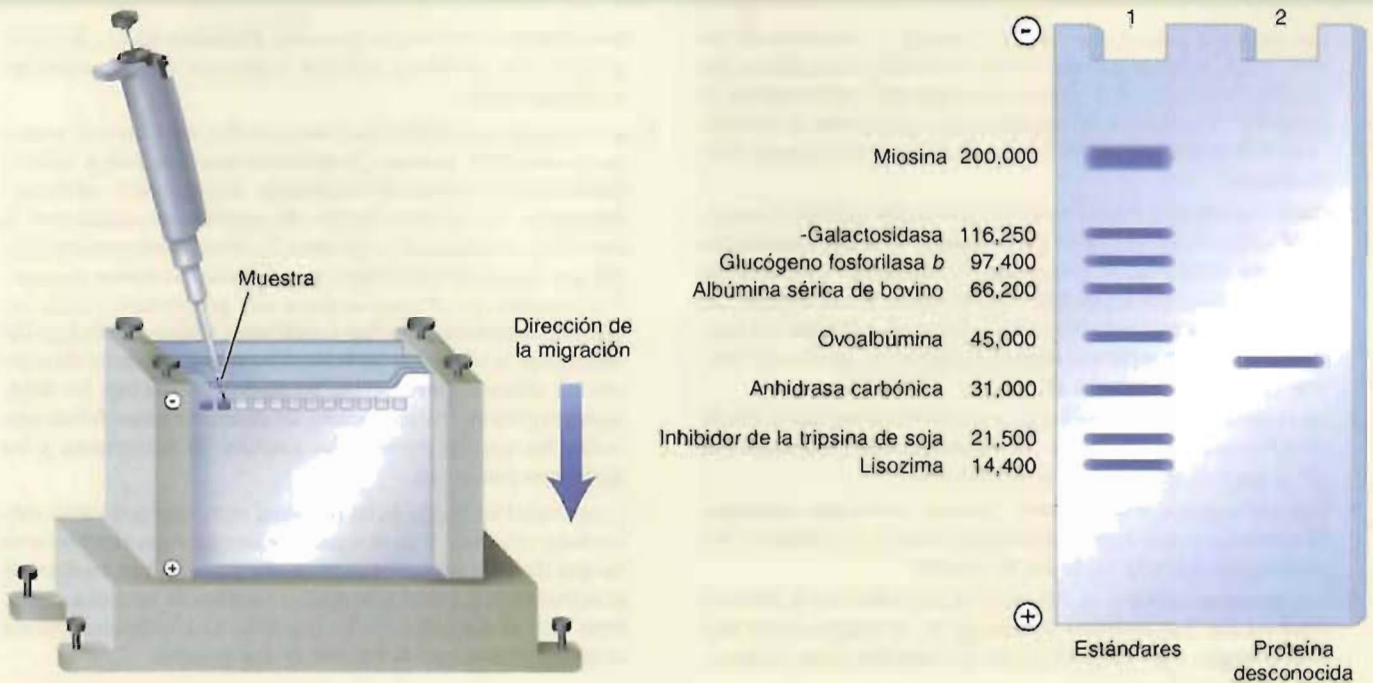 Muestra
Dirección de
la migración
⊖
⊕
⊖
1
2
Miosina 200,000
-Galactosidasa 116,250
Glucógeno fosforilasa b 97,400
Albúmina sérica de bovino 66,200
Ovoalbúmina 45,000
Anhidrasa carbónica 31,000
Inhibidor de la tripsina de soja 21,500
Lisozima 14,400
⊕
Estándares
Proteína
desconocida